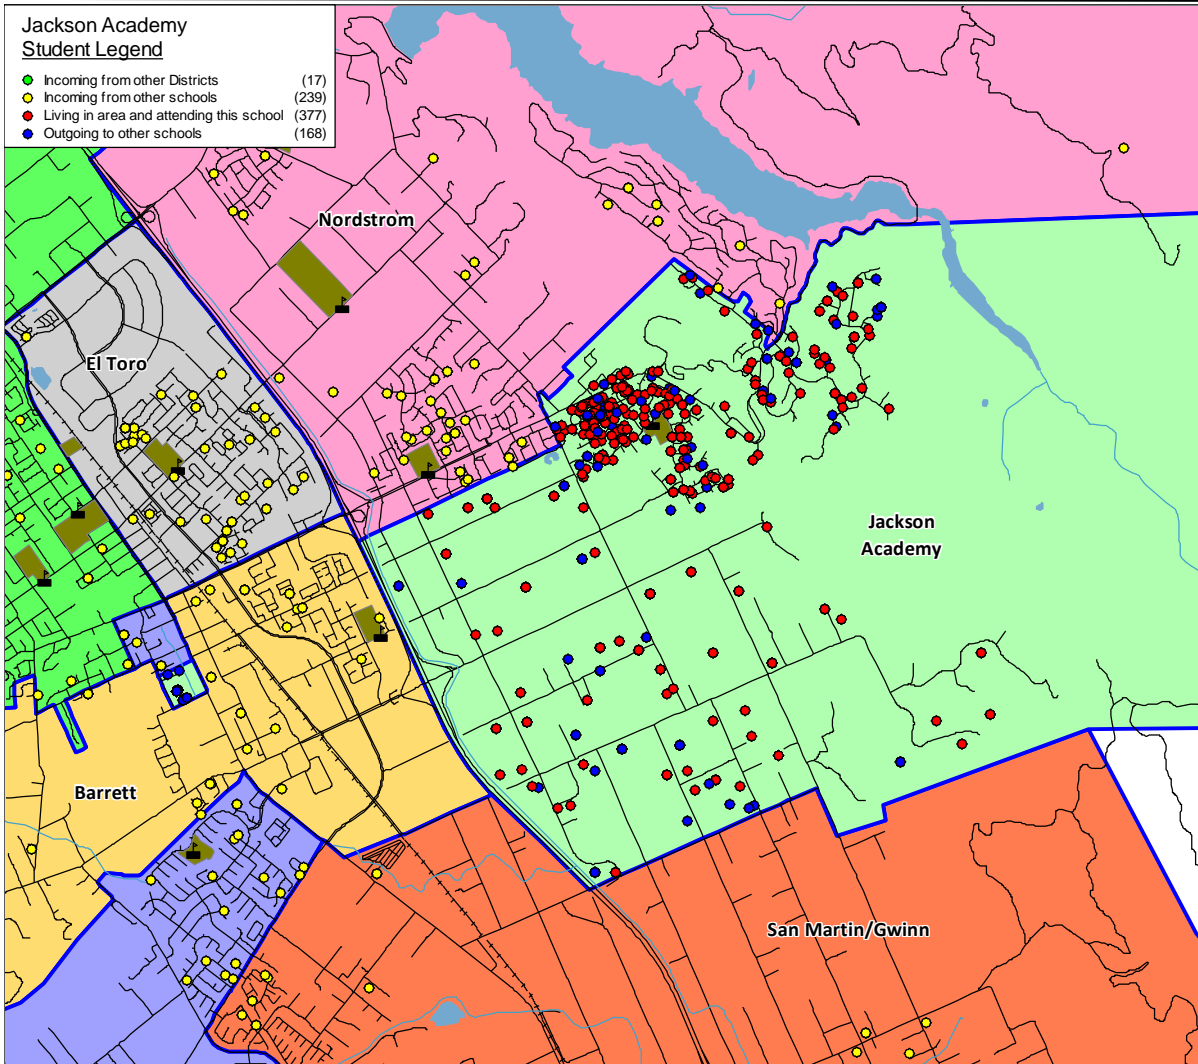 Jackson Academy
Student Legend
Incoming from other Districts (17)
Incoming from other schools (239)
Living in area and attending this school (377)
Outgoing to other schools (168)
Nordstrom
El Toro
Jackson
Academy
Barrett
San Martin/Gwinn